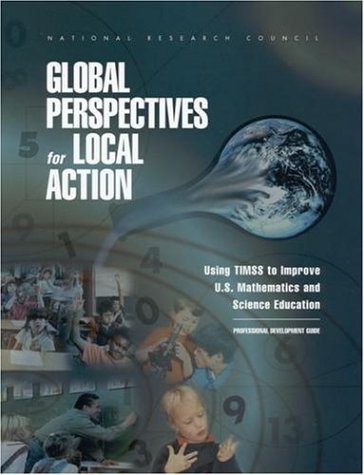 NATIONAL RESEARCH COUNCIL
GLOBAL
PERSPECTIVES
for LOCAL
ACTION
Using TIMSS to Improve
U.S. Mathematics and
Science Education
PROFESSIONAL DEVELOPMENT GUIDE